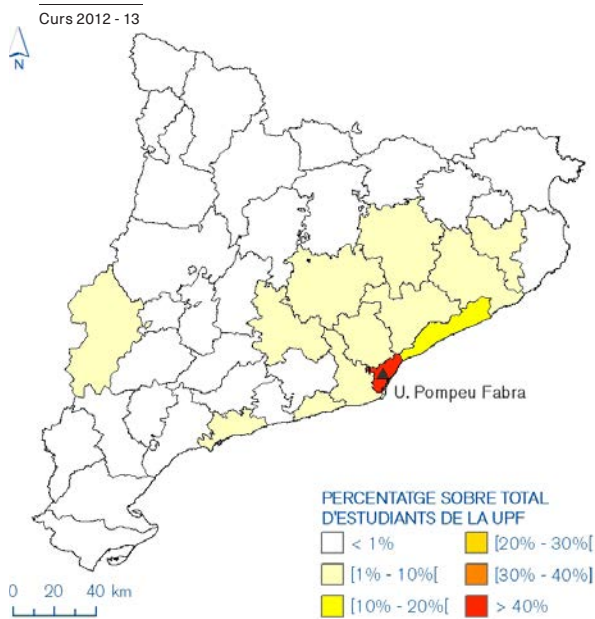 Curs 2012 - 13
N
U. Pompeu Fabra
PERCENTATGE SOBRE TOTAL
D'ESTUDIANTS DE LA UPF
< 1%
[20% - 30%[
[1% - 10%[
[30% - 40%]
[10% - 20%[
> 40%
0 20 40 km